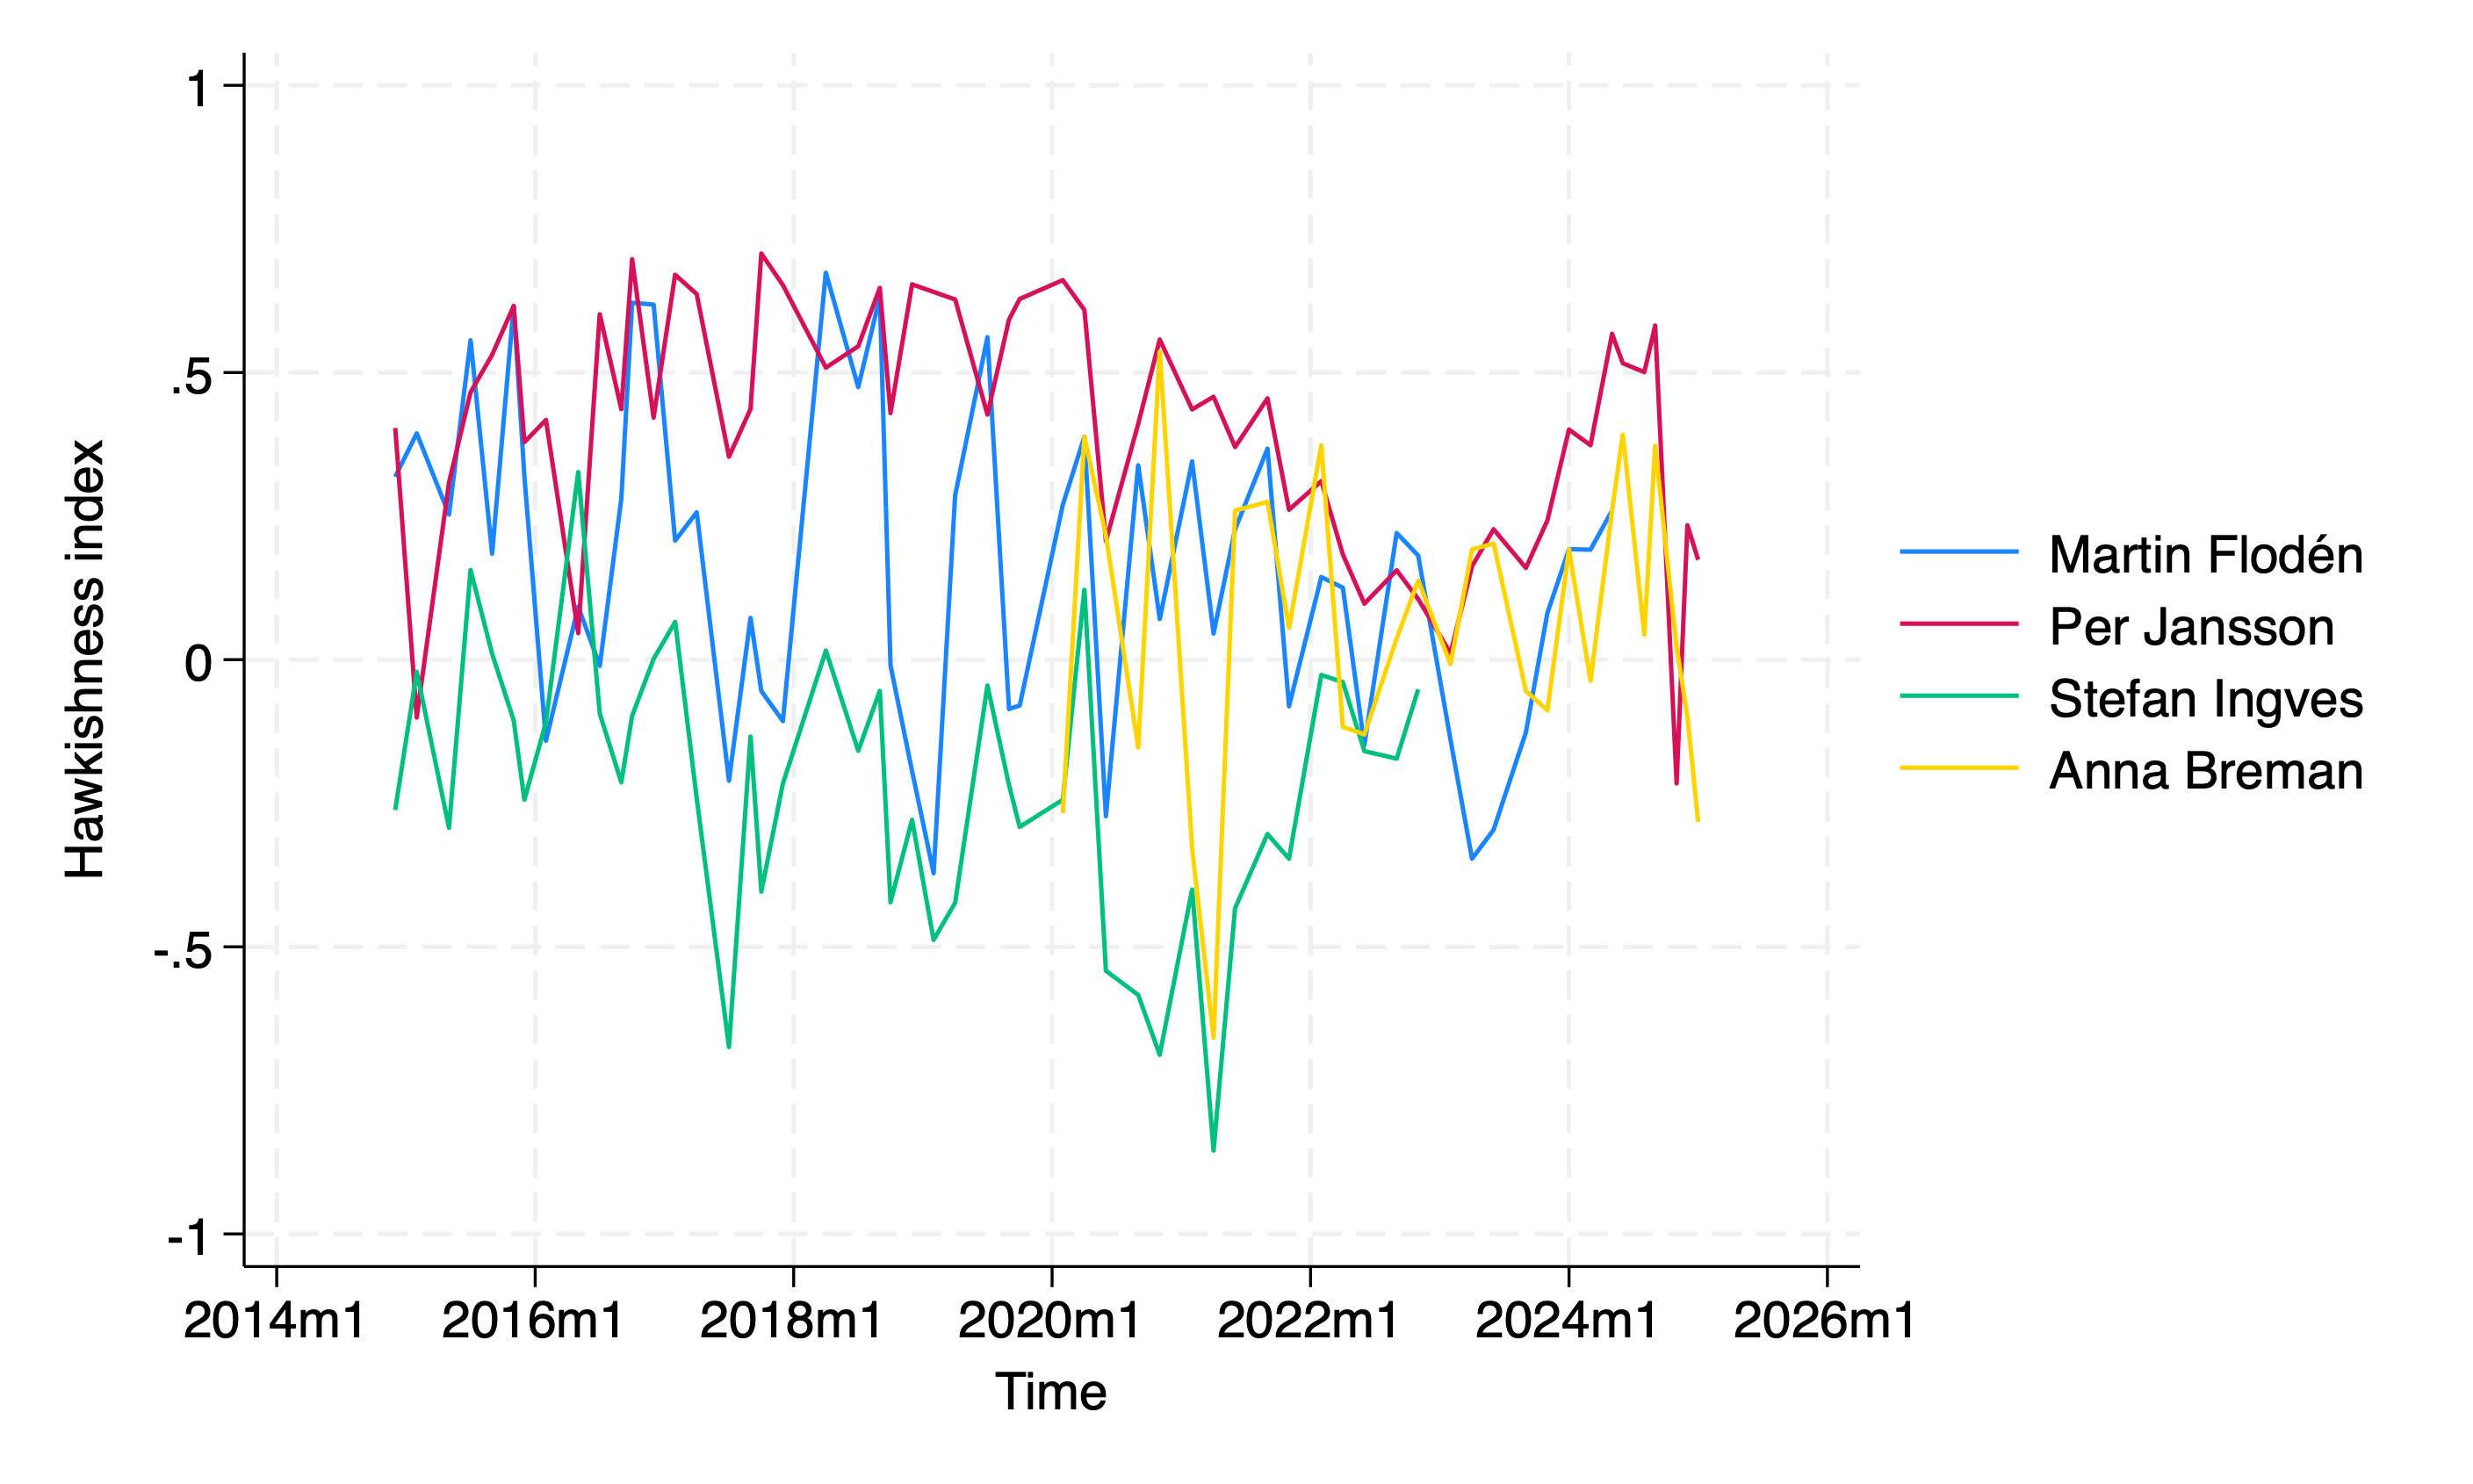 1
.5
0
-.5
-1
Hawkishness index
2014m1 2016m1 2018m1 2020m1 2022m1 2024m1 2026m1
Time
Martin Flodén
Per Jansson
Stefan Ingves
Anna Breman